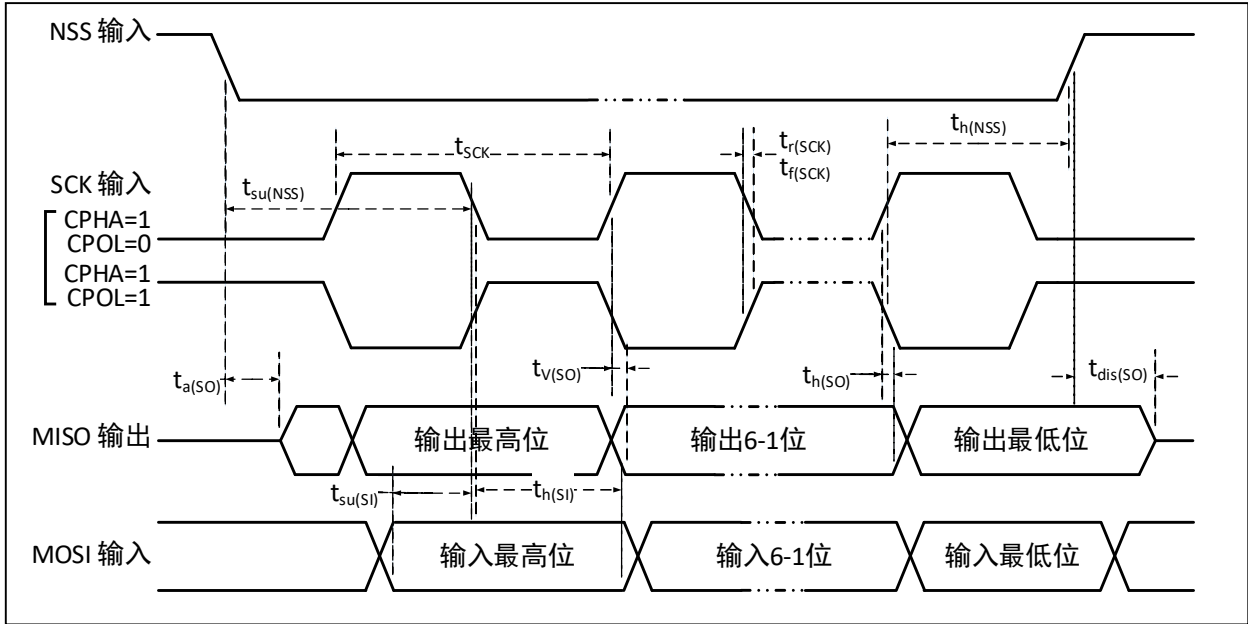 NSS 输入
t_h(NSS)
t_SCK
t_r(SCK)
t_f(SCK)
SCK 输入
t_su(NSS)
CPHA=1
CPOL=0
CPHA=1
CPOL=1
t_a(SO)
t_V(SO)
t_h(SO)
t_dis(SO)
MISO 输出
输出最高位
输出6-1位
输出最低位
t_su(SI)
t_h(SI)
MOSI 输入
输入最高位
输入6-1位
输入最低位